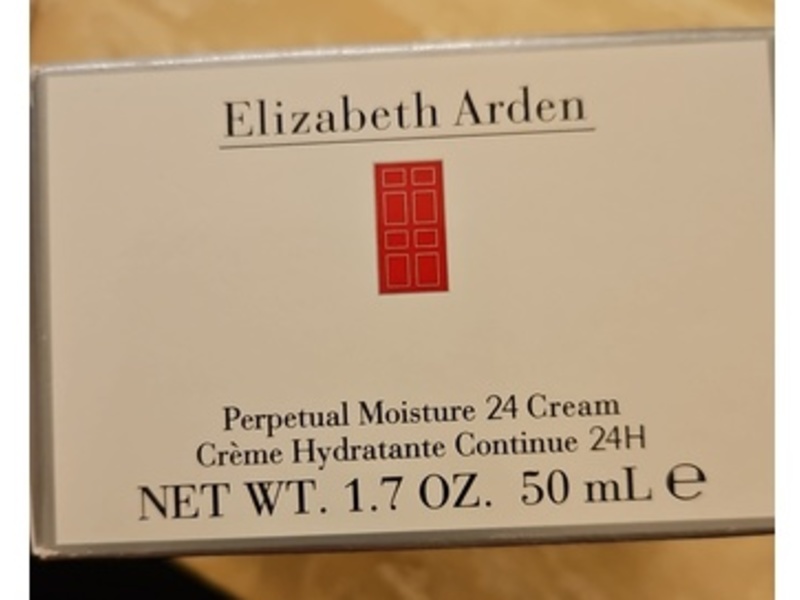 Elizabeth Arden
Perpetual Moisture 24 Cream
Crème Hydratante Continue 24H
NET WT. 1.7 OZ. 50 mL ℮